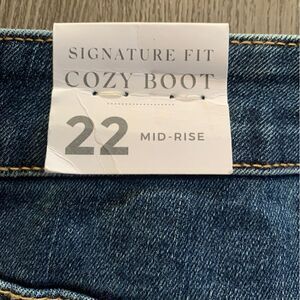 SIGNATURE FIT
COZY BOOT
22 MID-RISE